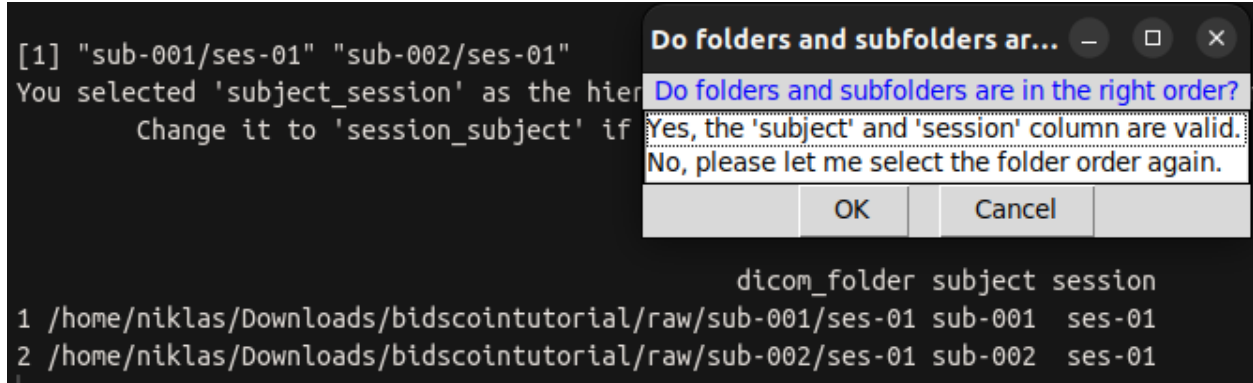 [1] "sub-001/ses-01" "sub-002/ses-01"
You selected 'subject_session' as the hier
Change it to 'session_subject' if
Do folders and subfolders ar...
Do folders and subfolders are in the right order?
Yes, the 'subject' and 'session' column are valid.
No, please let me select the folder order again.
OK Cancel
dicom_folder subject session
1 /home/niklas/Downloads/bidscointutorial/raw/sub-001/ses-01 sub-001 ses-01
2 /home/niklas/Downloads/bidscointutorial/raw/sub-002/ses-01 sub-002 ses-01